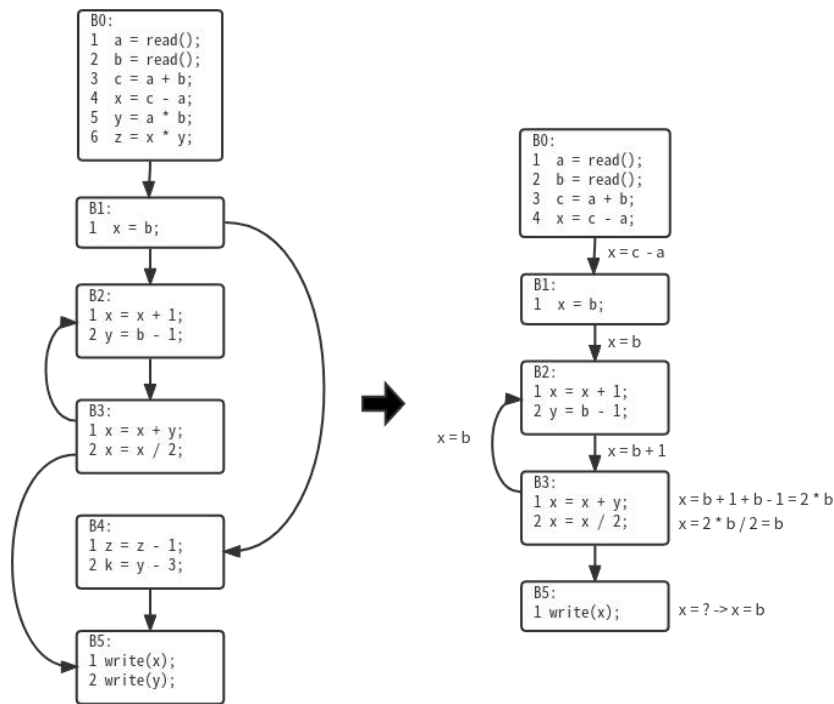 B0:
1 a = read();
2 b = read();
3 c = a + b;
4 x = c - a;
5 y = a * b;
6 z = x * y;
B1:
1 x = b;
B2:
1 x = x + 1;
2 y = b - 1;
B3:
1 x = x + y;
2 x = x / 2;
B4:
1 z = z - 1;
2 k = y - 3;
B5:
1 write(x);
2 write(y);
B0:
1 a = read();
2 b = read();
3 c = a + b;
4 x = c - a;
x = c - a
B1:
1 x = b;
x = b
B2:
1 x = x + 1;
2 y = b - 1;
x = b
x = b + 1
B3:
1 x = x + y;
2 x = x / 2;
x = b + 1 + b - 1 = 2 * b
x = 2 * b / 2 = b
B5:
1 write(x);
x = ? -> x = b